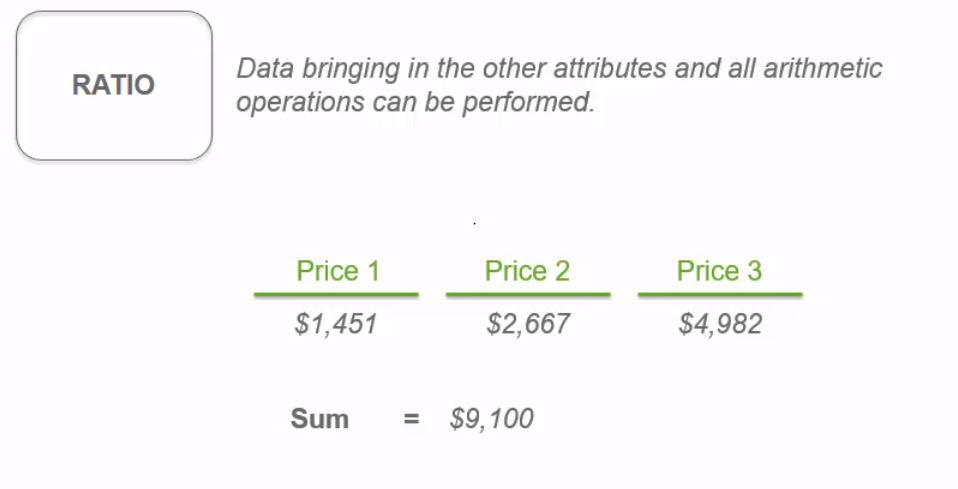 RATIO
Data bringing in the other attributes and all arithmetic
operations can be performed.
Price 1 Price 2 Price 3
$1,451 $2,667 $4,982
Sum = $9,100